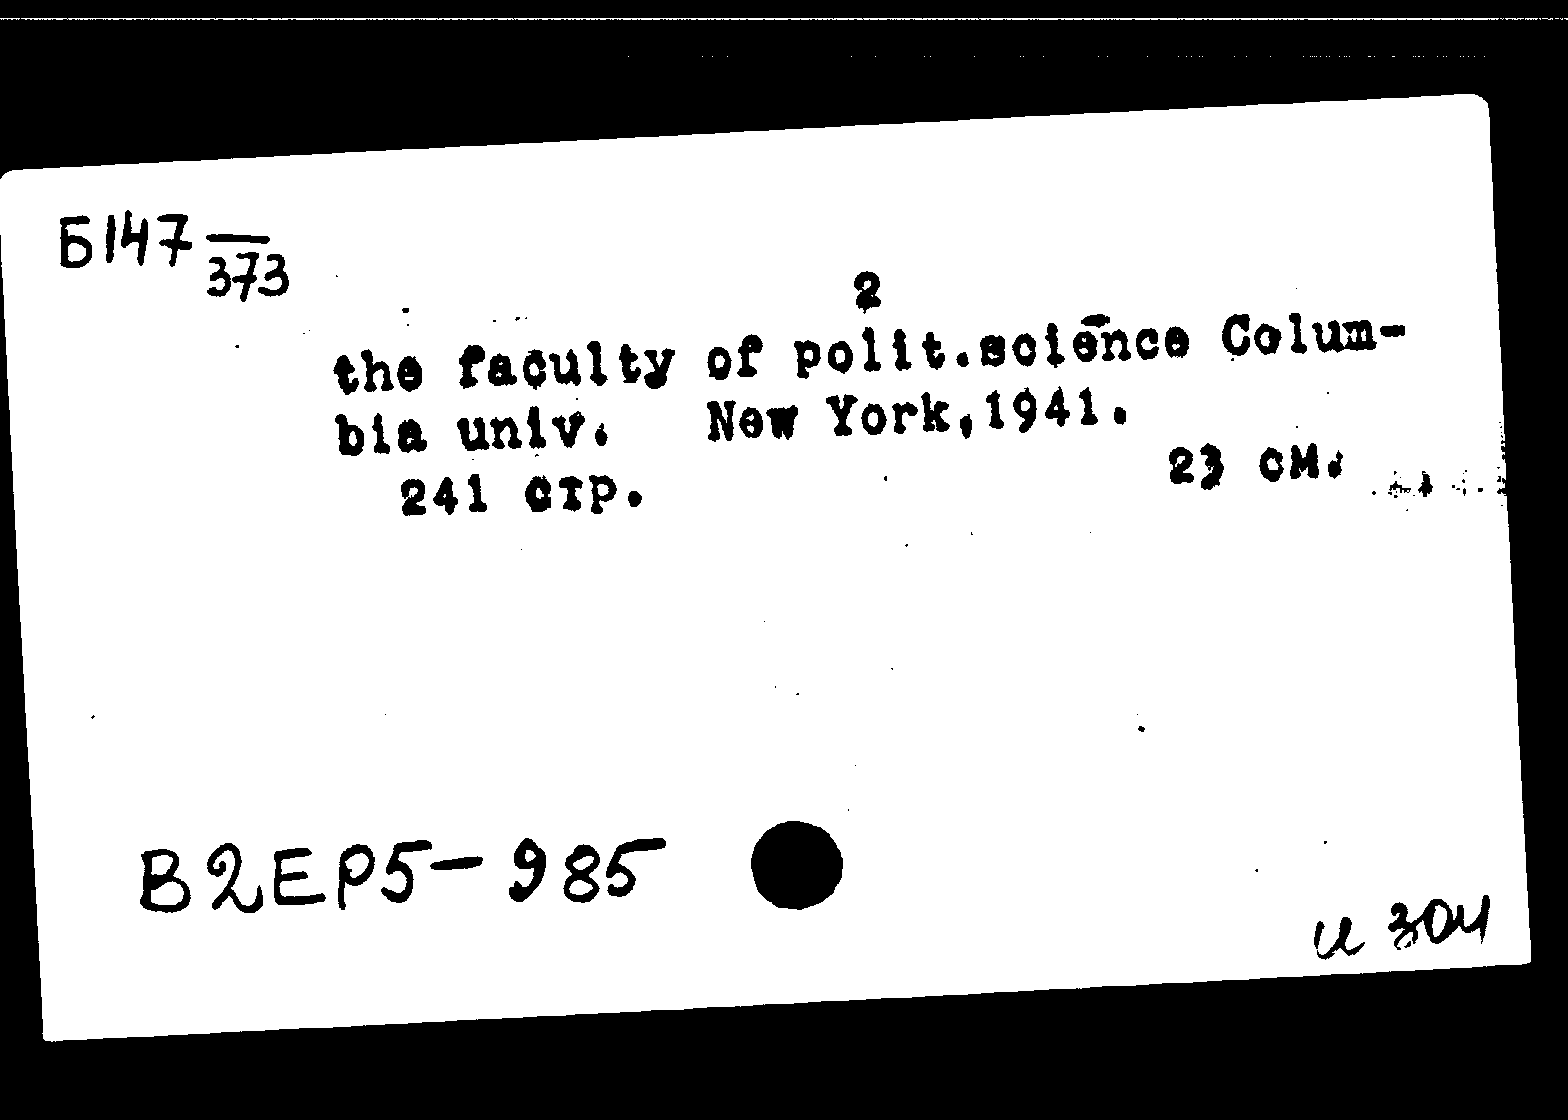 Б147
373
2
the faculty of polit.science Colum-
bia univ. New York,1941.
241 стр. 23 см.
В2ЕР5-985
и 304